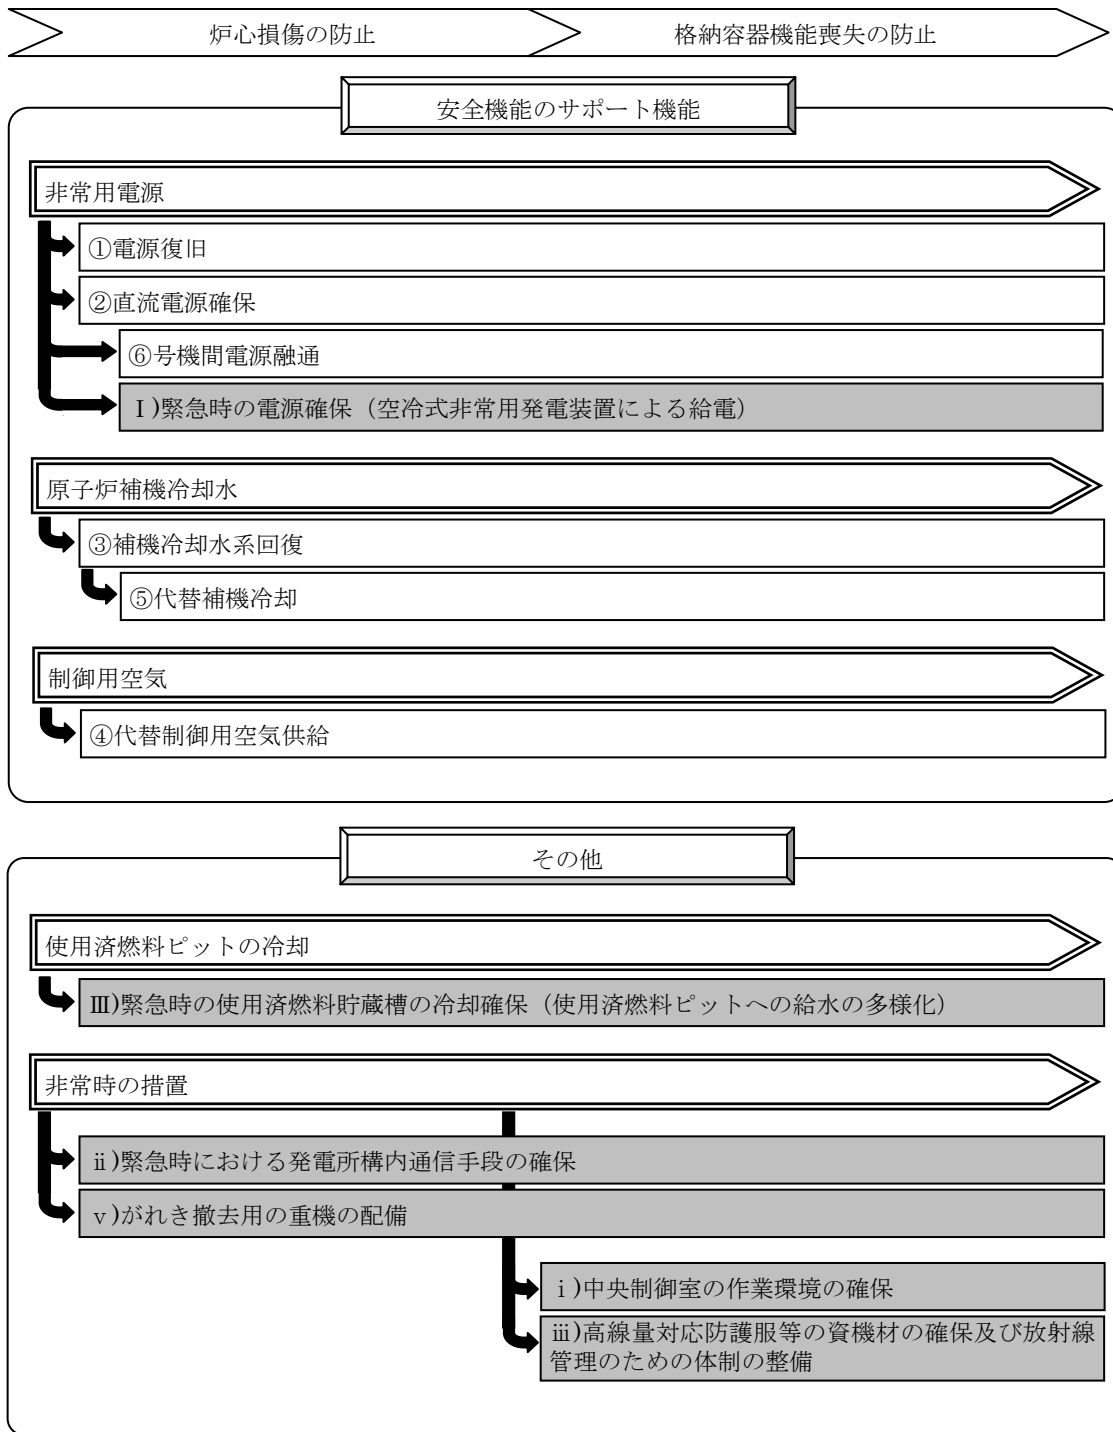 炉心損傷の防止
格納容器機能喪失の防止
安全機能のサポート機能
非常用電源
①電源復旧
②直流電源確保
⑥号機間電源融通
Ⅰ)緊急時の電源確保（空冷式非常用発電装置による給電）
原子炉補機冷却水
③補機冷却水系回復
⑤代替補機冷却
制御用空気
④代替制御用空気供給
その他
使用済燃料ピットの冷却
Ⅲ)緊急時の使用済燃料貯蔵槽の冷却確保（使用済燃料ピットへの給水の多様化）
非常時の措置
ⅱ)緊急時における発電所構内通信手段の確保
ⅴ)がれき撤去用の重機の配備
ⅰ)中央制御室の作業環境の確保
ⅲ)高線量対応防護服等の資機材の確保及び放射線
管理のための体制の整備